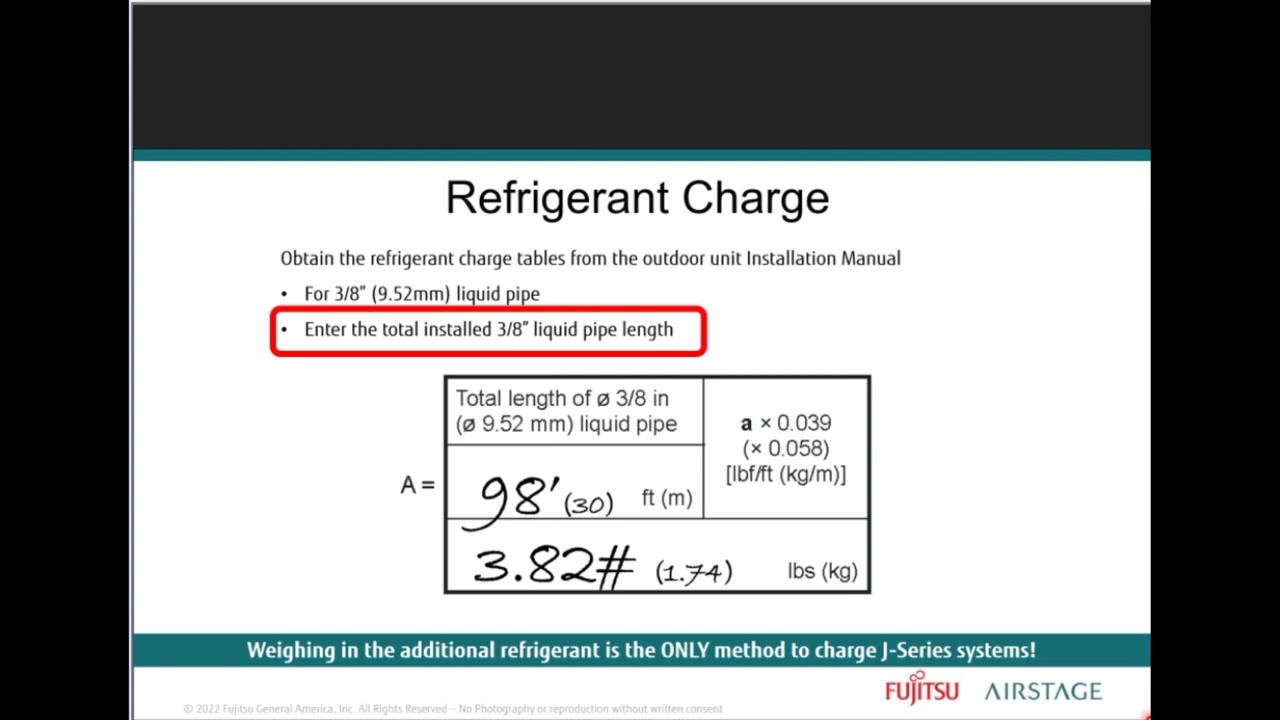 Refrigerant Charge
Obtain the refrigerant charge tables from the outdoor unit Installation Manual
• For 3/8” (9.52mm) liquid pipe
• Enter the total installed 3/8” liquid pipe length
Total length of ø 3/8 in
(ø 9.52 mm) liquid pipe
a × 0.039
(× 0.058)
[lbf/ft (kg/m)]
A =
98' (30) ft (m)
3.82# (1.74) lbs (kg)
Weighing in the additional refrigerant is the ONLY method to charge J-Series systems!
FUJITSU AIRSTAGE
© 2022 Fujitsu General America, Inc. All Rights Reserved – No Photography or reproduction without written consent